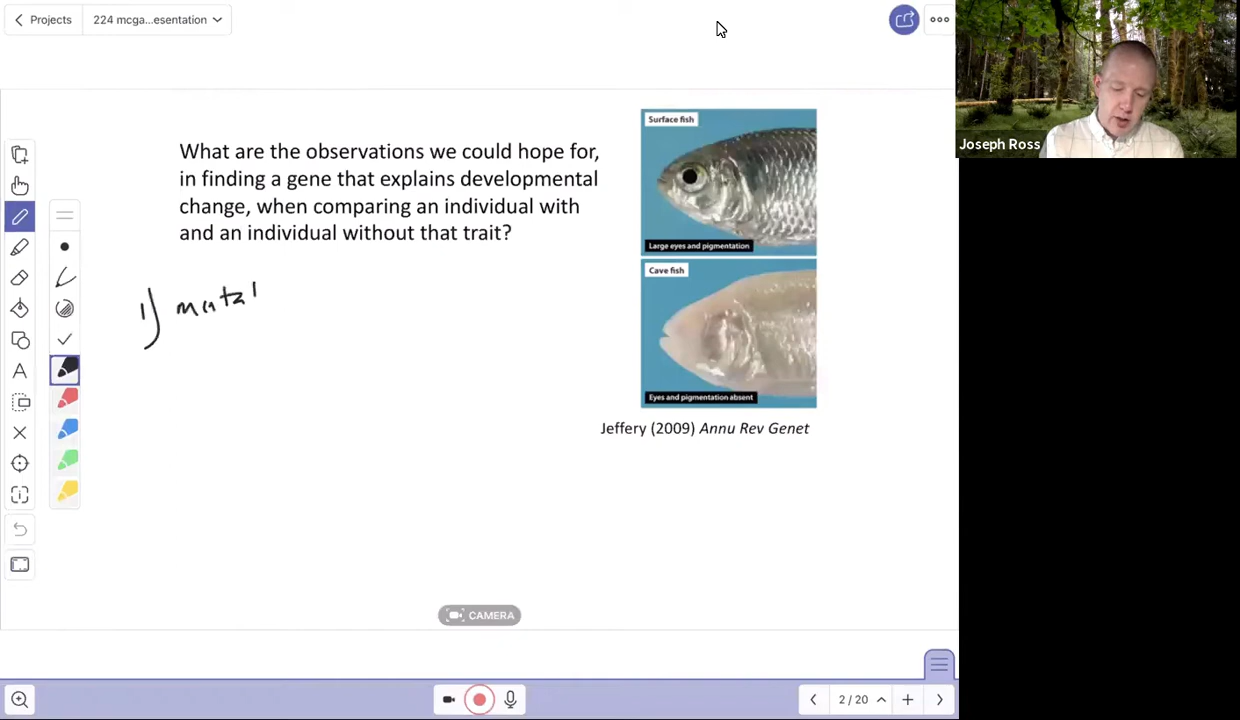 Projects
224 mcga...esentation
Joseph Ross
What are the observations we could hope for,
in finding a gene that explains developmental
change, when comparing an individual with
and an individual without that trait?
1) mutat
Surface fish
Large eyes and pigmentation
Cave fish
Eyes and pigmentation absent
Jeffery (2009) Annu Rev Genet
A
CAMERA
2 / 20